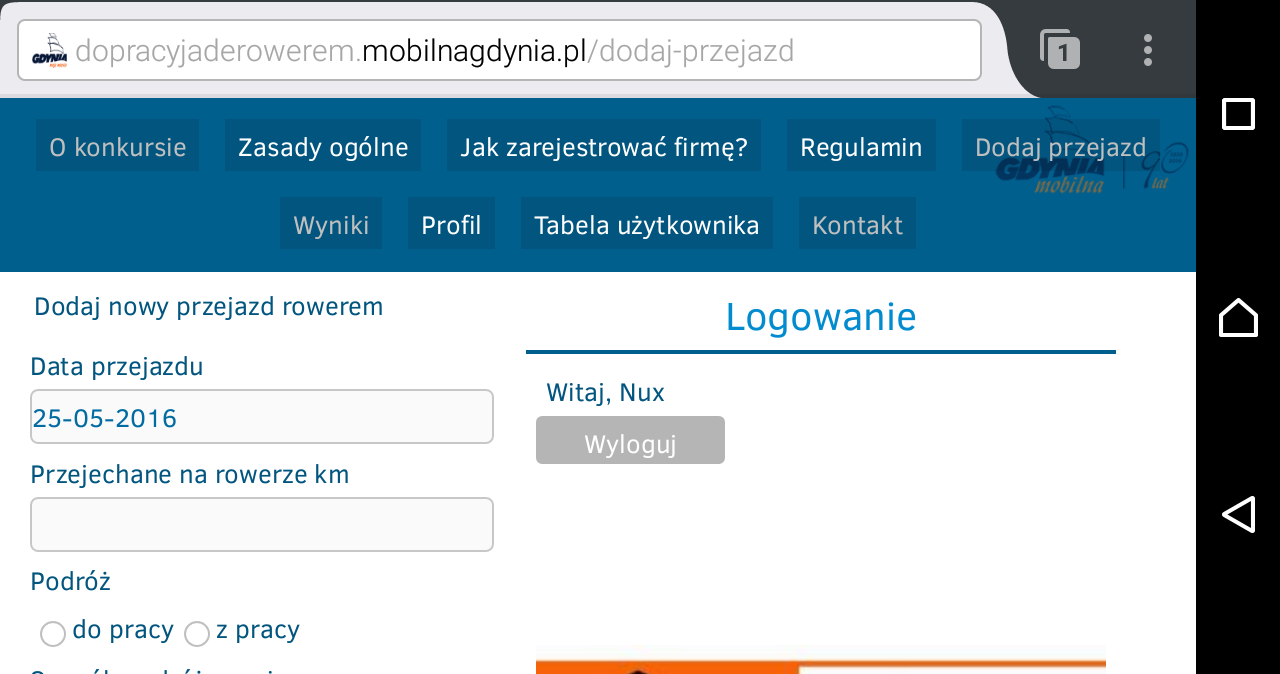 GDYNIA
dopracyjaderowerem.mobilnagdynia.pl/dodaj-przejazd
1
O konkursie
Zasady ogólne
Jak zarejestrować firmę?
Regulamin
Dodaj przejazd
GDYNIA
mobilna
90
lat
Wyniki
Profil
Tabela użytkownika
Kontakt
Dodaj nowy przejazd rowerem
Data przejazdu
25-05-2016
Przejechane na rowerze km
Podróż
do pracy
z pracy
Logowanie
Witaj, Nux
Wyloguj